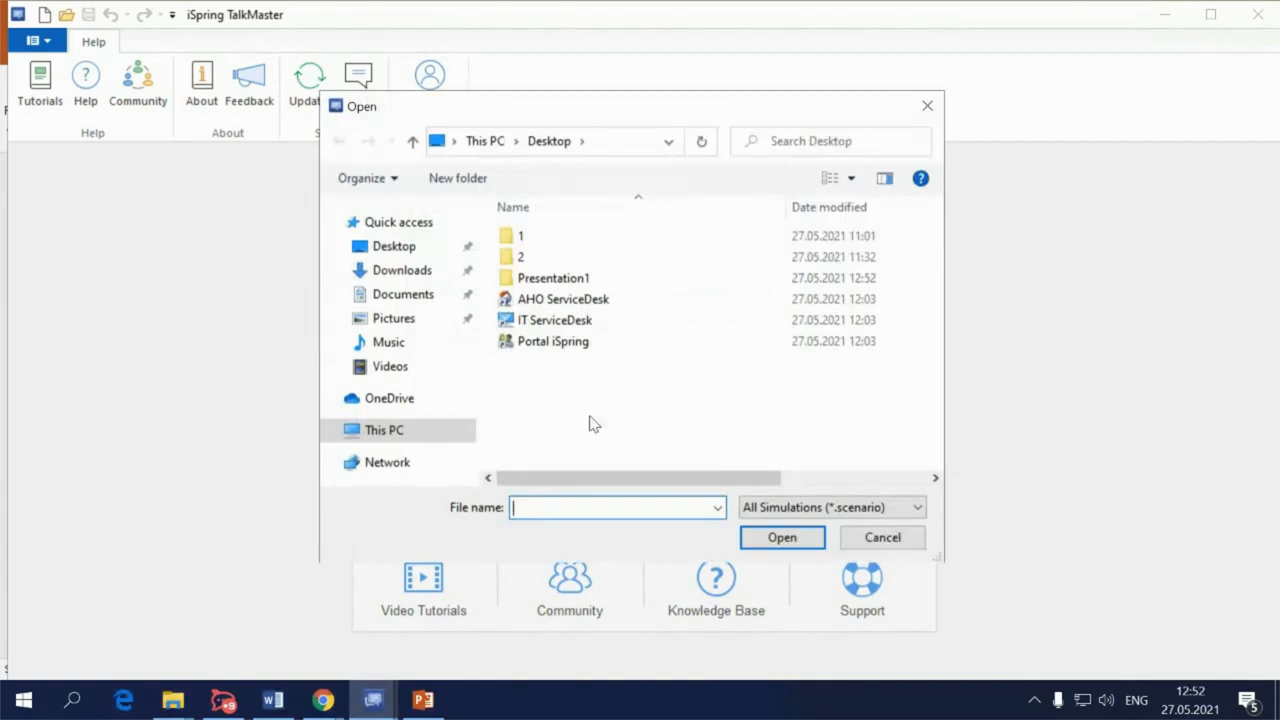 iSpring TalkMaster
Help
Tutorials Help Community About Feedback
Help About
Open
This PC Desktop Search Desktop
Organize New folder
Name Date modified
Quick access
Desktop
Downloads
Documents
Pictures
Music
Videos
OneDrive
This PC
Network
1 27.05.2021 11:01
2 27.05.2021 11:32
Presentation1 27.05.2021 12:52
AHO ServiceDesk 27.05.2021 12:03
IT ServiceDesk 27.05.2021 12:03
Portal iSpring 27.05.2021 12:03
File name: All Simulations (*.scenario)
Open Cancel
Video Tutorials Community Knowledge Base Support
+9
ENG
12:52
27.05.2021
5